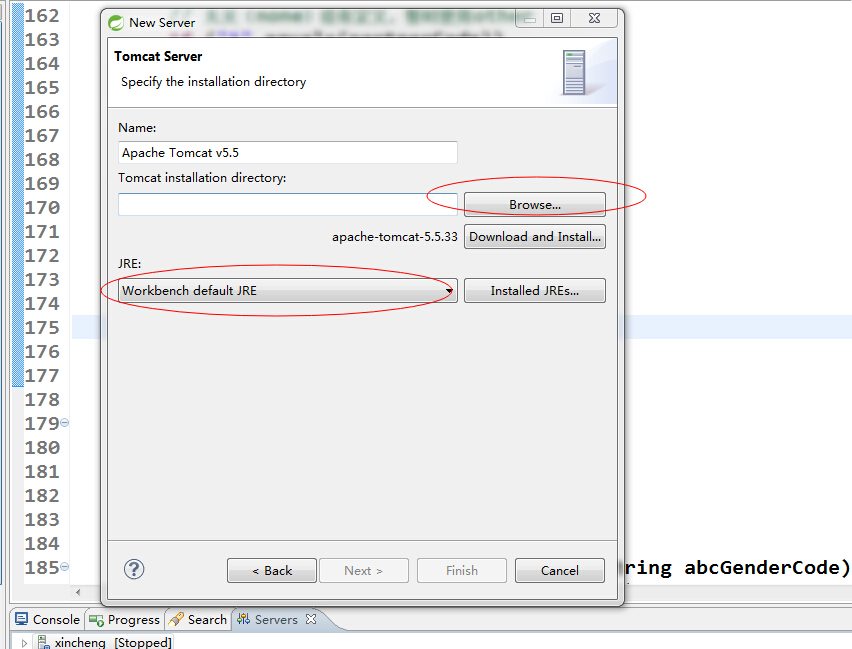 New Server
Tomcat Server
Specify the installation directory
Name:
Apache Tomcat v5.5
Tomcat installation directory:
Browse...
apache-tomcat-5.5.33
Download and Install...
JRE:
Workbench default JRE
Installed JREs...
< Back
Next >
Finish
Cancel
162
163
164
165
166
167
168
169
170
171
172
173
174
175
176
177
178
179
180
181
182
183
184
185
ring abcGenderCode)
Console
Progress
Search
Servers
xincheng [Stopped]